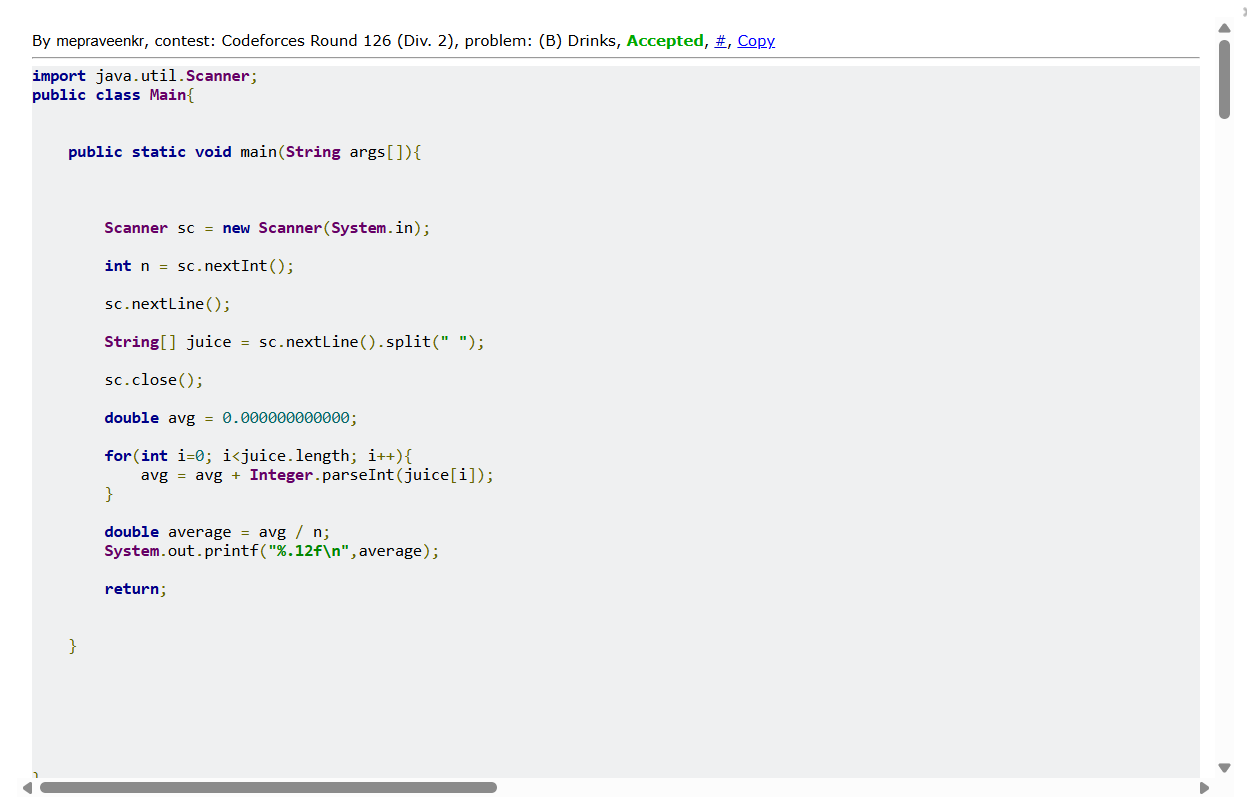 By mepraveenkr, contest: Codeforces Round 126 (Div. 2), problem: (B) Drinks, Accepted, #, Copy
import java.util.Scanner;
public class Main{
public static void main(String args[]){
Scanner sc = new Scanner(System.in);
int n = sc.nextInt();
sc.nextLine();
String[] juice = sc.nextLine().split(" ");
sc.close();
double avg = 0.000000000000;
for(int i=0; i<juice.length; i++){
avg = avg + Integer.parseInt(juice[i]);
}
double average = avg / n;
System.out.printf("%.12f\n",average);
return;
}
}